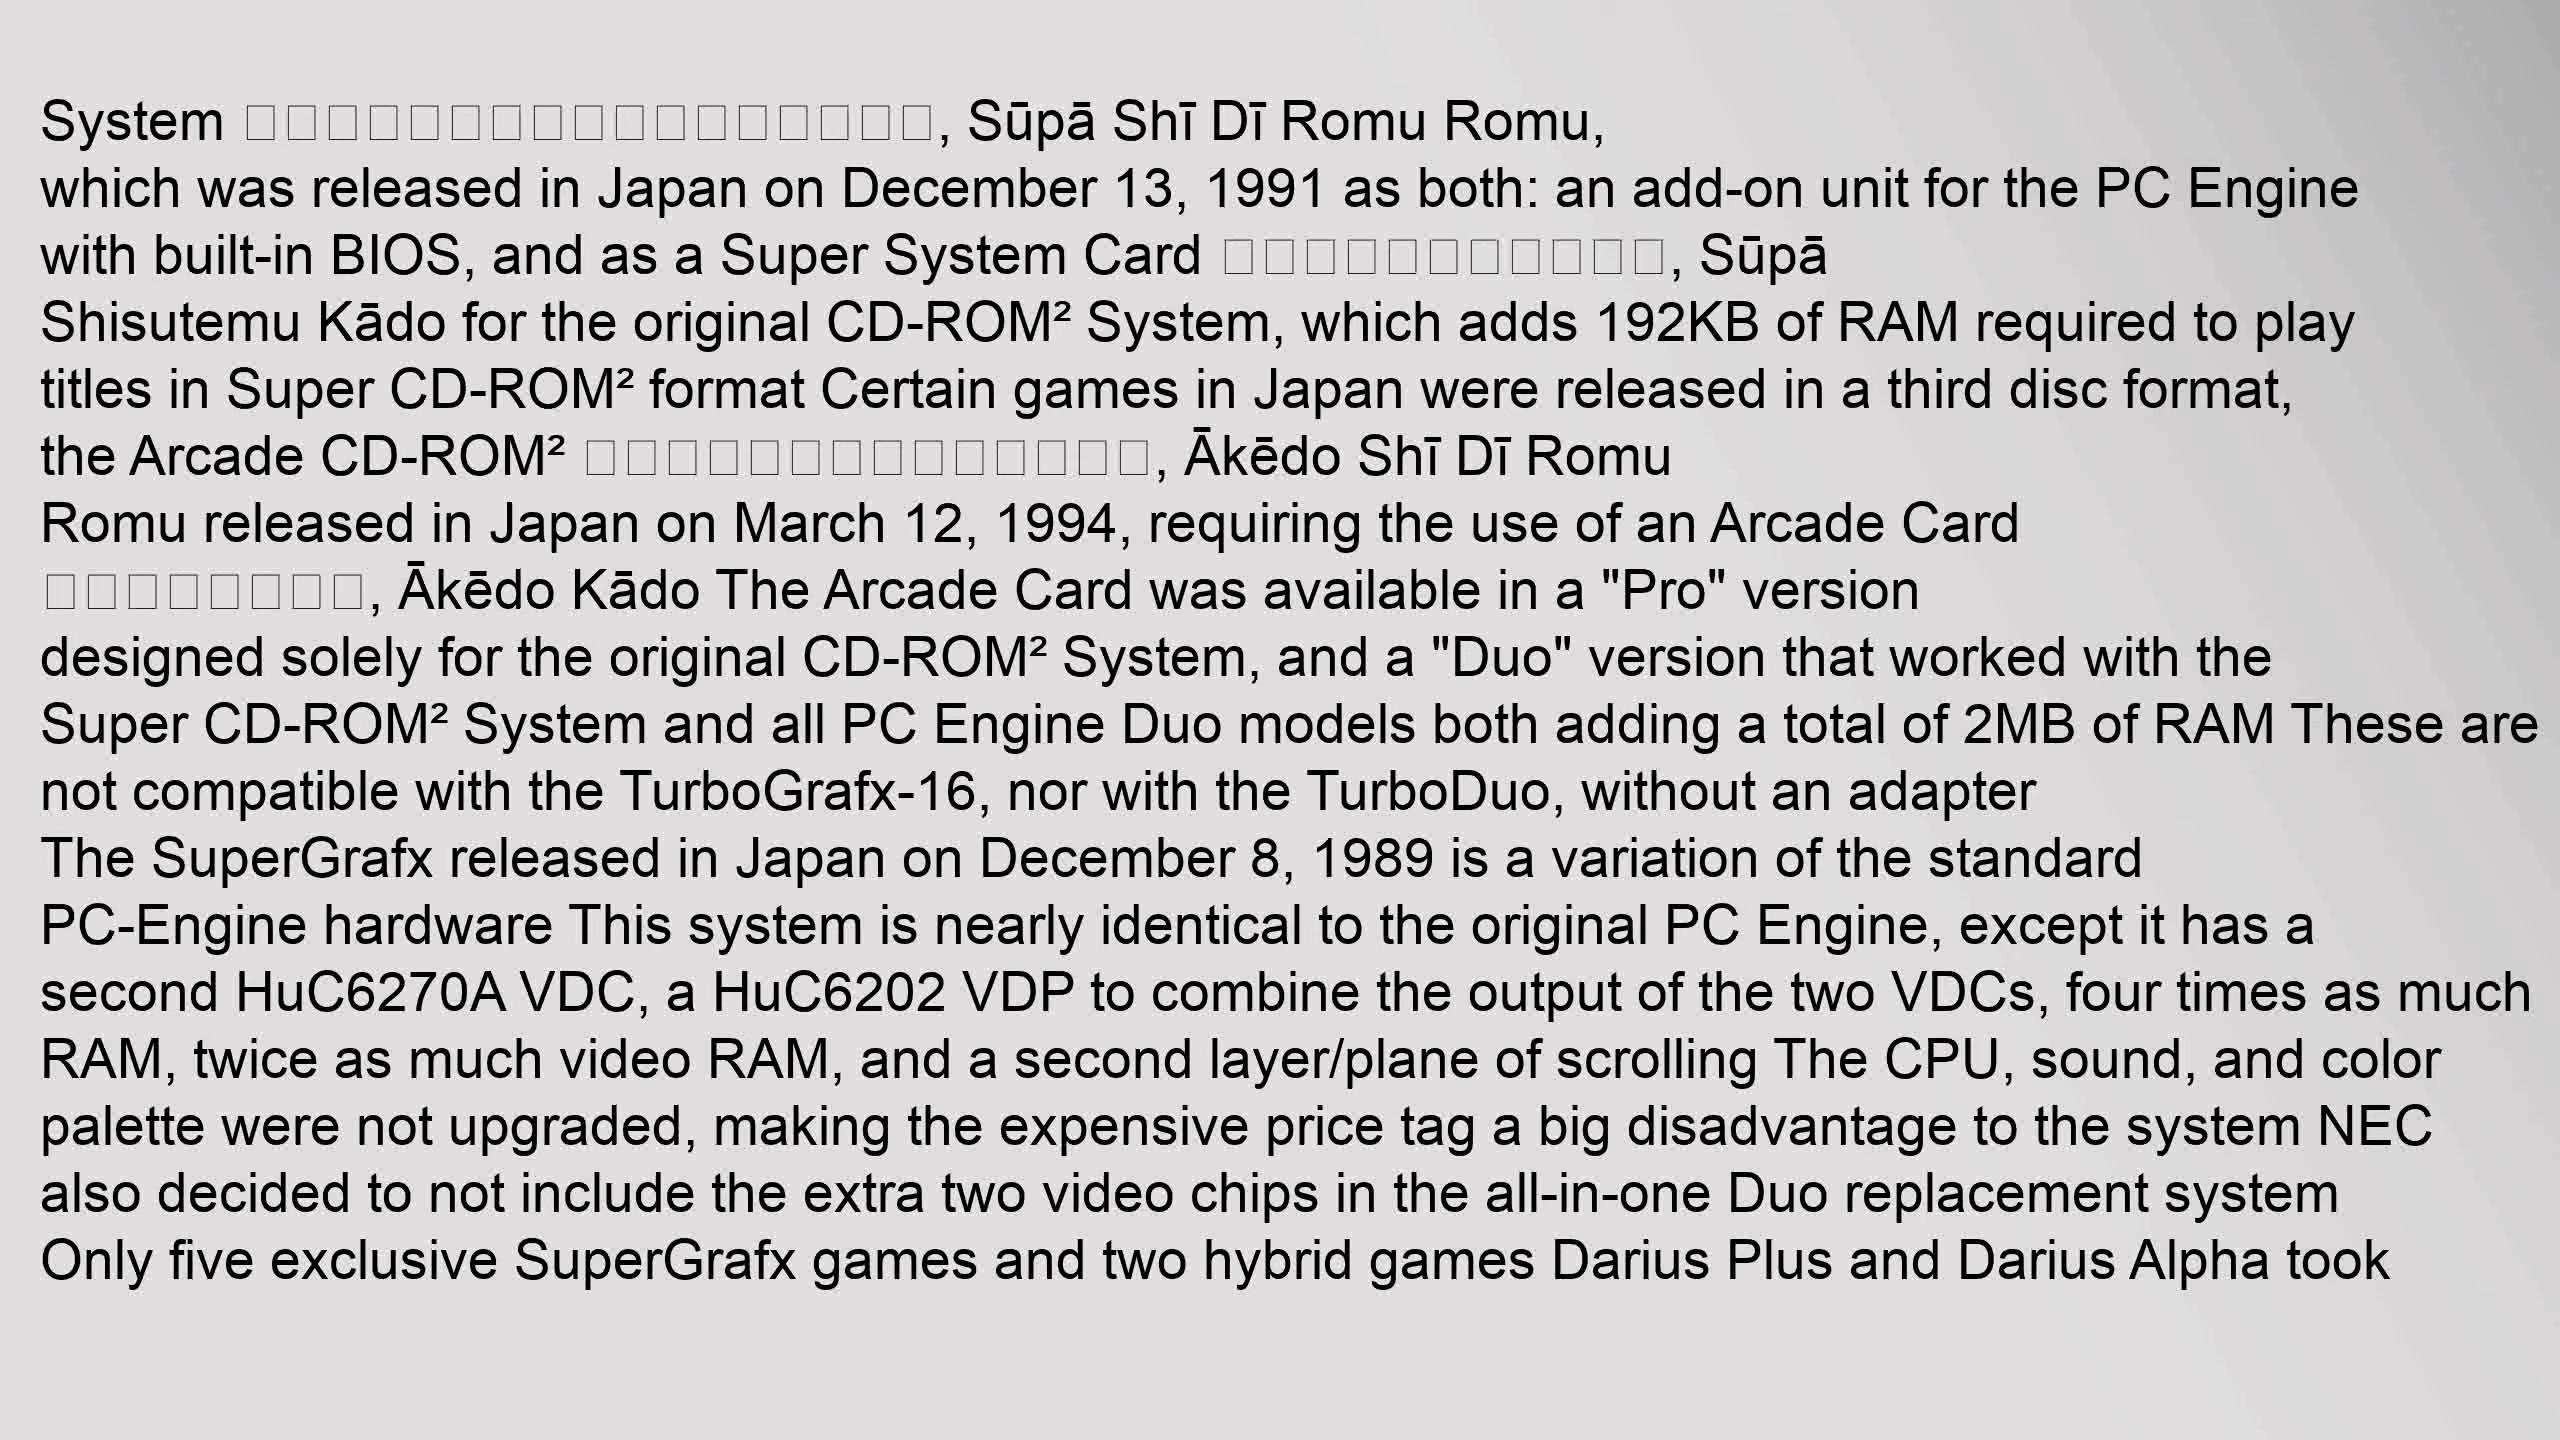 System □□□□□□□□□□□□□□□□□, Sūpā Shī Dī Romu Romu,
which was released in Japan on December 13, 1991 as both: an add-on unit for the PC Engine
with built-in BIOS, and as a Super System Card □□□□□□□□□□□, Sūpā
Shisutemu Kādo for the original CD-ROM² System, which adds 192KB of RAM required to play
titles in Super CD-ROM² format Certain games in Japan were released in a third disc format,
the Arcade CD-ROM² □□□□□□□□□□□□□□, Ākēdo Shī Dī Romu
Romu released in Japan on March 12, 1994, requiring the use of an Arcade Card
□□□□□□□□, Ākēdo Kādo The Arcade Card was available in a "Pro" version
designed solely for the original CD-ROM² System, and a "Duo" version that worked with the
Super CD-ROM² System and all PC Engine Duo models both adding a total of 2MB of RAM These are
not compatible with the TurboGrafx-16, nor with the TurboDuo, without an adapter
The SuperGrafx released in Japan on December 8, 1989 is a variation of the standard
PC-Engine hardware This system is nearly identical to the original PC Engine, except it has a
second HuC6270A VDC, a HuC6202 VDP to combine the output of the two VDCs, four times as much
RAM, twice as much video RAM, and a second layer/plane of scrolling The CPU, sound, and color
palette were not upgraded, making the expensive price tag a big disadvantage to the system NEC
also decided to not include the extra two video chips in the all-in-one Duo replacement system
Only five exclusive SuperGrafx games and two hybrid games Darius Plus and Darius Alpha took